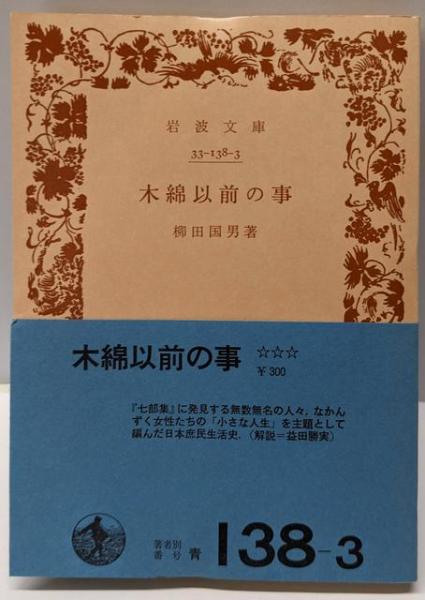 岩波文庫
33-138-3
木綿以前の事
柳田国男著
木綿以前の事 ☆☆☆
￥300
『七部集』に発見する無数無名の人々，なかん
ずく女性たちの「小さな人生」を主題として
編んだ日本庶民生活史．（解説＝益田勝実）
著者別
番号 青 138-3